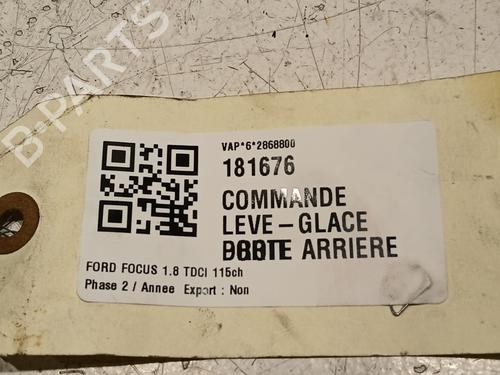 VAP*6*2868800
181676
COMMANDE
LEVE-GLACE
ARRIERE
FORD FOCUS 1.8 TDCI 115ch
Phase 2 / Annee Export : Non
B-PARTS